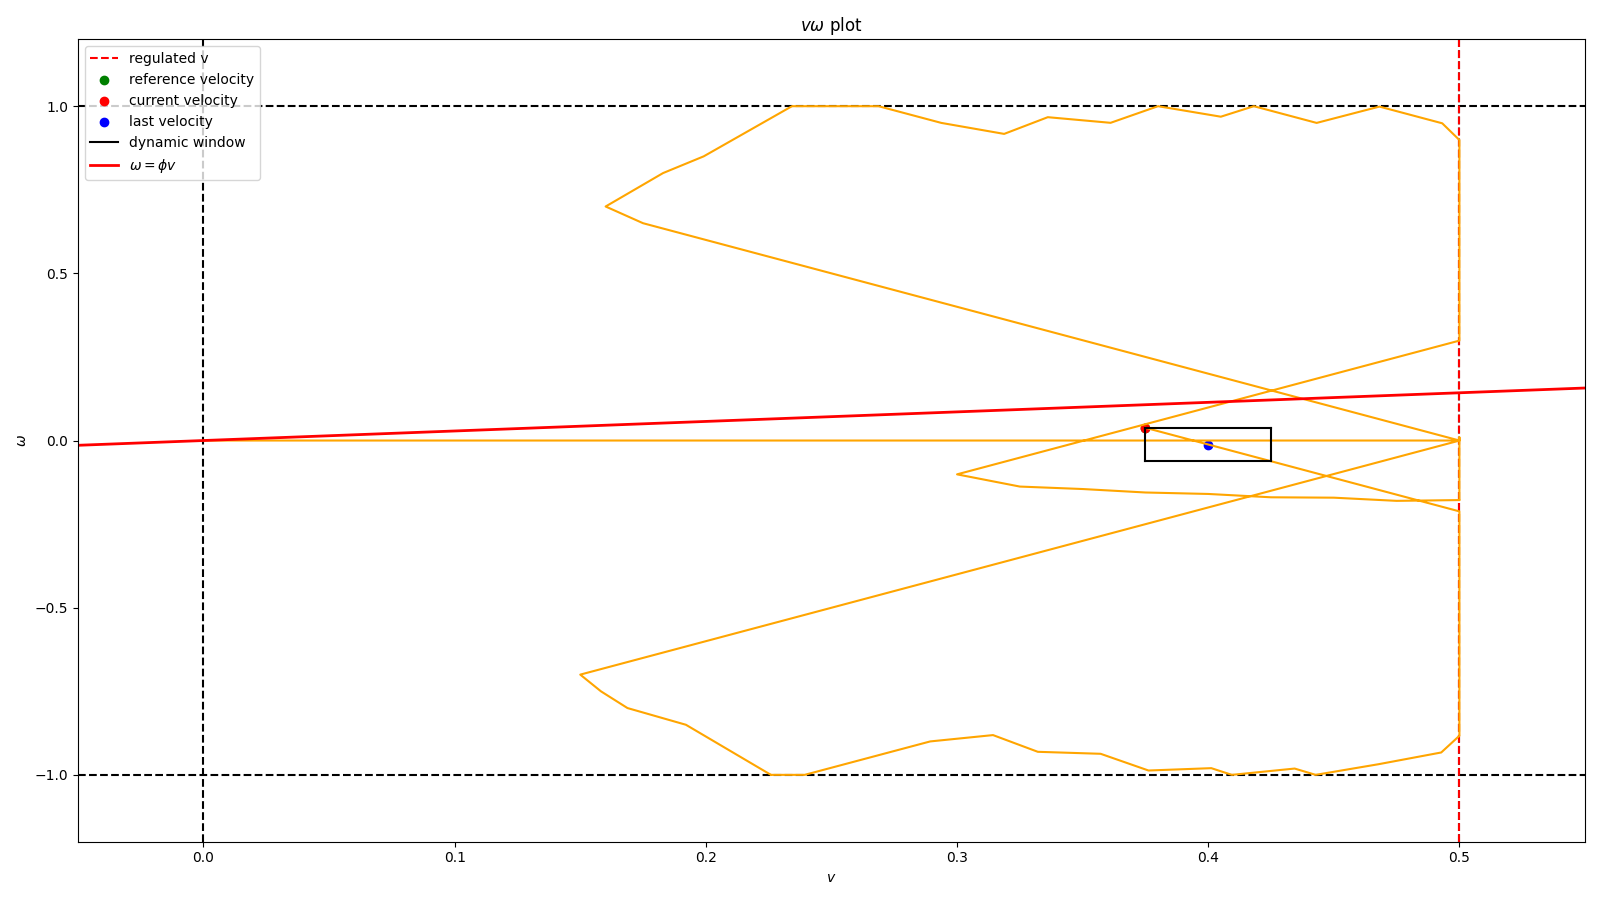 vω plot
regulated v
reference velocity
current velocity
last velocity
dynamic window
ω = ϕv
1.0
0.5
0.0
−0.5
−1.0
ω
0.0 0.1 0.2 0.3 0.4 0.5
v